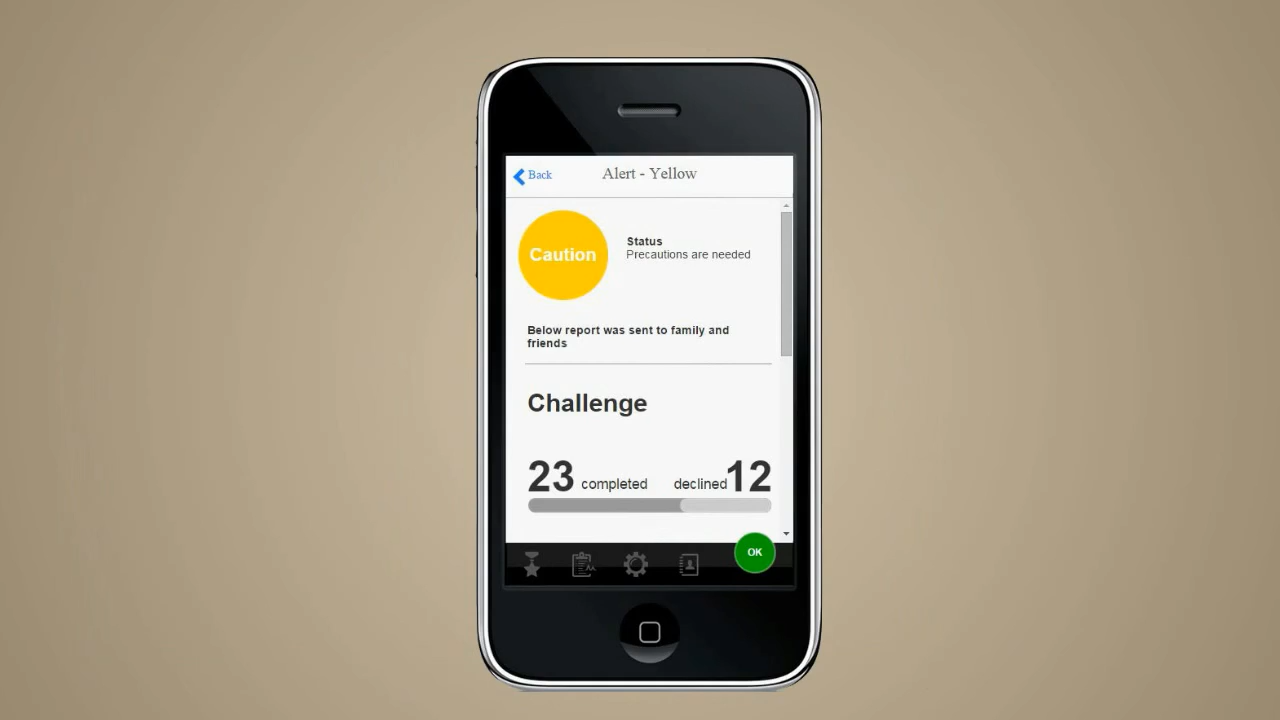 Back
Alert - Yellow
Caution
Status
Precautions are needed
Below report was sent to family and
friends
Challenge
23 completed declined 12
OK